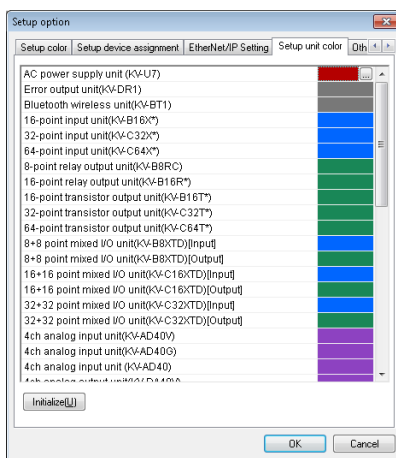 Setup option
Setup color Setup device assignment EtherNet/IP Setting Setup unit color Oth
AC power supply unit (KV-U7) ...
Error output unit(KV-DR1)
Bluetooth wireless unit(KV-BT1)
16-point input unit(KV-B16X*)
32-point input unit(KV-C32X*)
64-point input unit(KV-C64X*)
8-point relay output unit(KV-B8RC)
16-point relay output unit(KV-B16R*)
16-point transistor output unit(KV-B16T*)
32-point transistor output unit(KV-C32T*)
64-point transistor output unit(KV-C64T*)
8+8 point mixed I/O unit(KV-B8XTD)[Input]
8+8 point mixed I/O unit(KV-B8XTD)[Output]
16+16 point mixed I/O unit(KV-C16XTD)[Input]
16+16 point mixed I/O unit(KV-C16XTD)[Output]
32+32 point mixed I/O unit(KV-C32XTD)[Input]
32+32 point mixed I/O unit(KV-C32XTD)[Output]
4ch analog input unit(KV-AD40V)
4ch analog input unit(KV-AD40G)
4ch analog input unit (KV-AD40)
4ch analog output unit(KV-DA40V)
Initialize(U)
OK Cancel